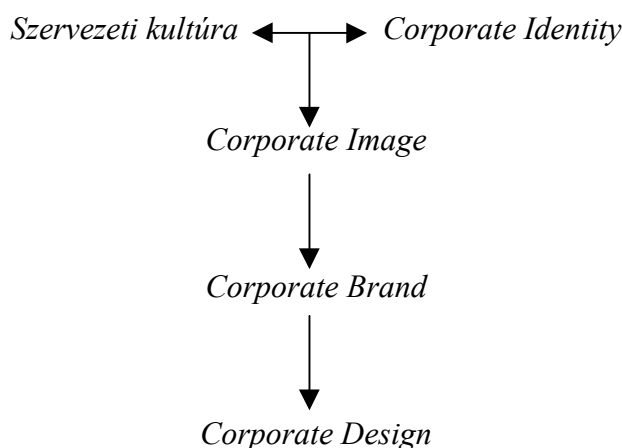 Szervezeti kultúra Corporate Identity
Corporate Image
Corporate Brand
Corporate Design